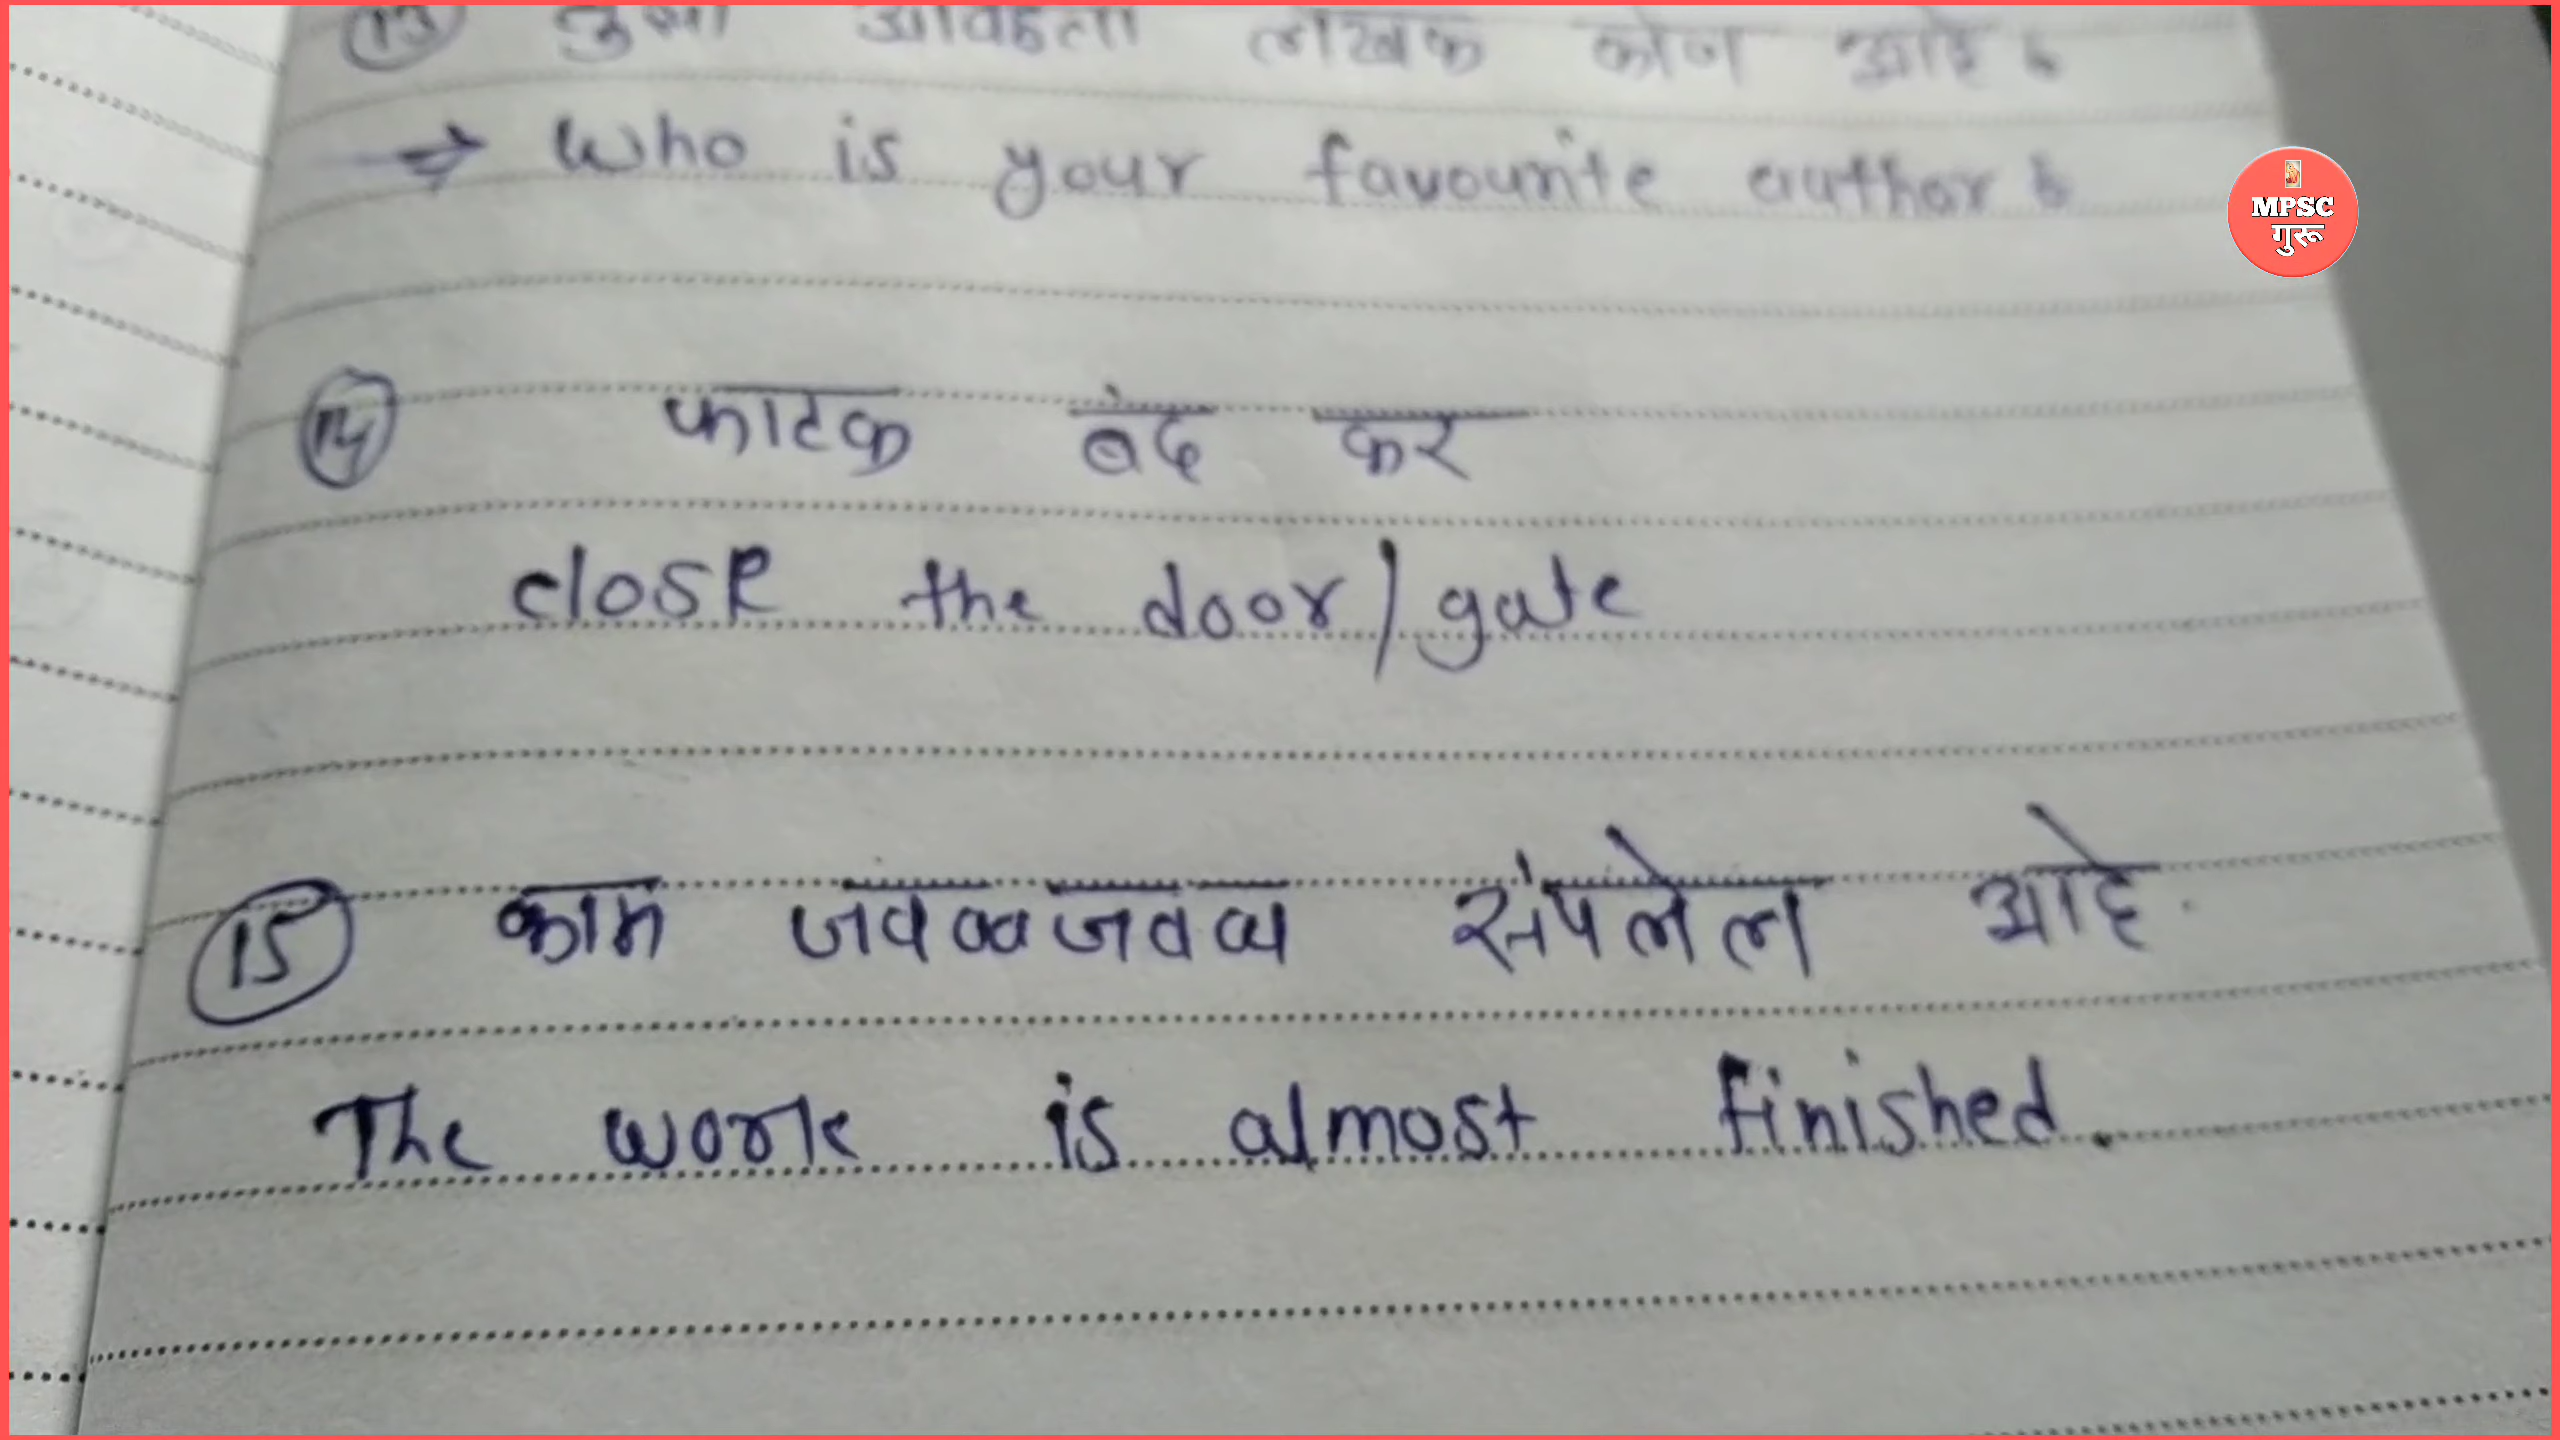 (13) तुझा आवडता लेखक कोण आहे ?
→ Who is your favourite author ?
MPSC
गुरू
(14) फाटक बंद कर
close the door/gate
(15) काम जवळजवळ संपलेल आहे.
The work is almost finished.